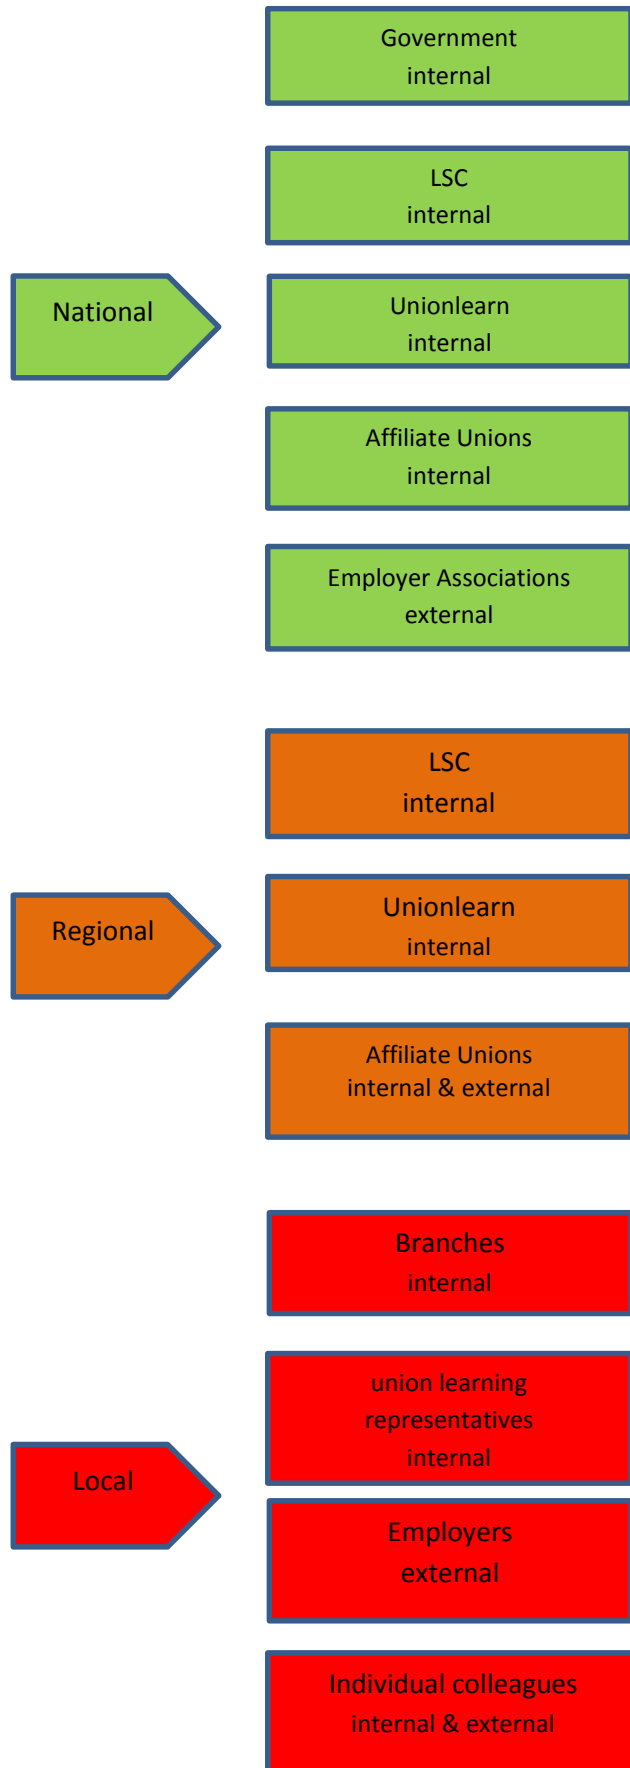 Government
internal
LSC
internal
National
Unionlearn
internal
Affiliate Unions
internal
Employer Associations
external
LSC
internal
Regional
Unionlearn
internal
Affiliate Unions
internal & external
Branches
internal
union learning
representatives
internal
Local
Employers
external
Individual colleagues
internal & external